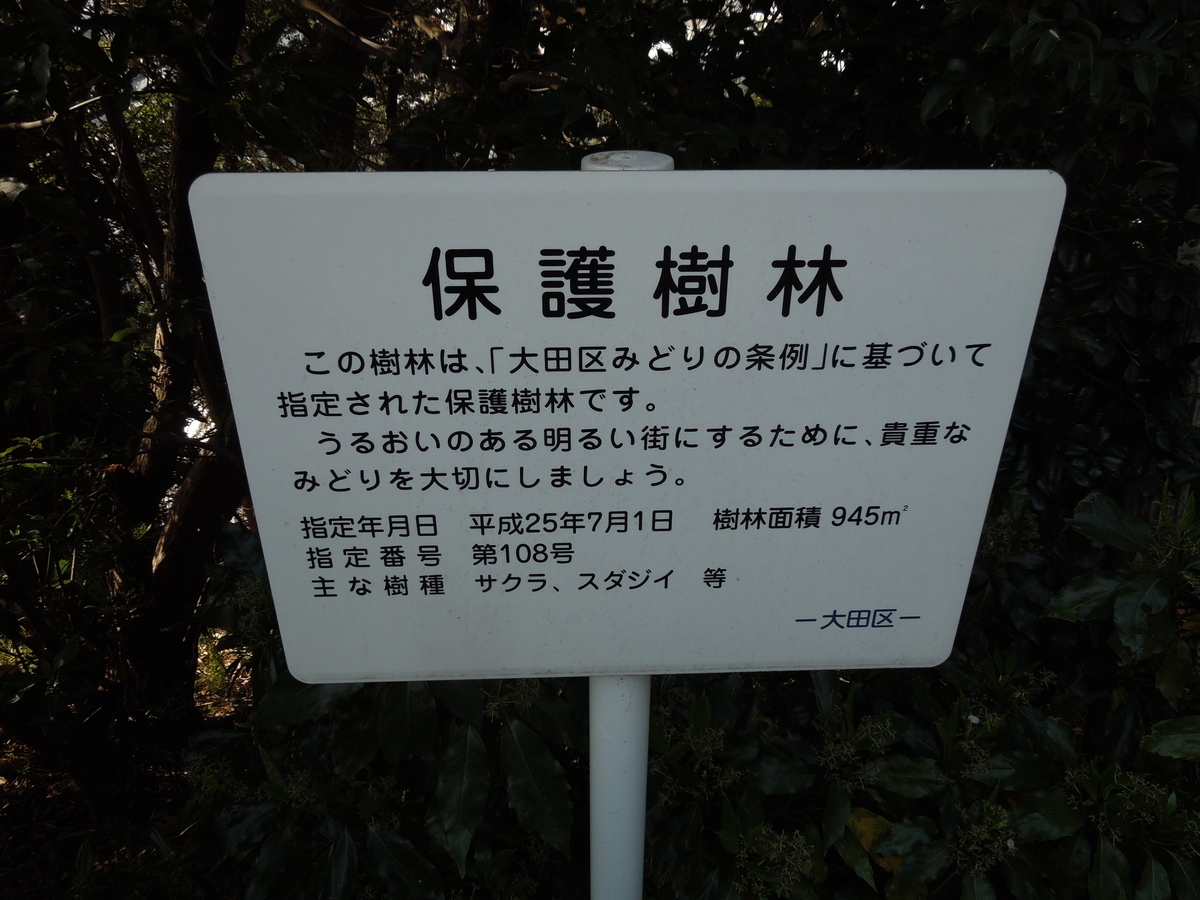 保護樹林
この樹林は、「大田区みどりの条例」に基づいて
指定された保護樹林です。
うるおいのある明るい街にするために、貴重な
みどりを大切にしましょう。
指定年月日 平成25年7月1日 樹林面積 945㎡
指定番号 第108号
主な樹種 サクラ、スダジイ 等
ー大田区ー